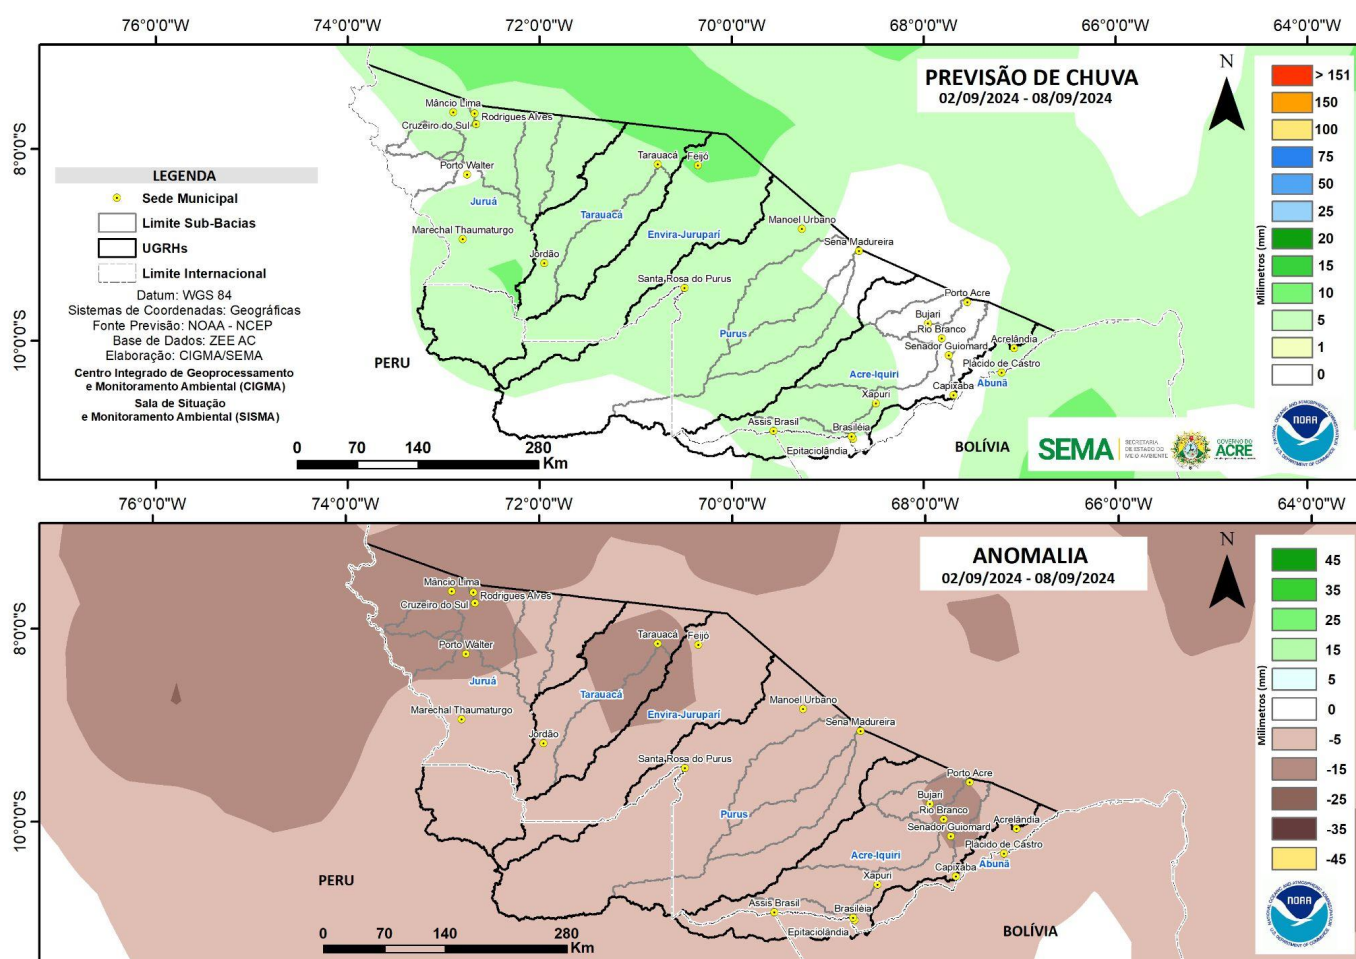 76°0'0"W 74°0'0"W 72°0'0"W 70°0'0"W 68°0'0"W 66°0'0"W 64°0'0"W
PREVISÃO DE CHUVA
02/09/2024 - 08/09/2024
N
8°0'0"S
10°0'0"S
LEGENDA
Sede Municipal
Limite Sub-Bacias
UGRHs
Limite Internacional
Datum: WGS 84
Sistemas de Coordenadas: Geográficas
Fonte Previsão: NOAA - NCEP
Base de Dados: ZEE AC
Elaboração: CIGMA/SEMA
Centro Integrado de Geoprocessamento
e Monitoramento Ambiental (CIGMA)
Sala de Situação
e Monitoramento Ambiental (SISMA)
Mâncio Lima
Rodrigues Alves
Cruzeiro do Sul
Porto Walter
Juruá
Marechal Thaumaturgo
Tarauacá
Feijó
Tarauacá
Envira-Jurupari
Jordão
Manoel Urbano
Sena Madureira
Santa Rosa do Purus
Purus
Porto Acre
Bujari
Rio Branco
Senador Guiomard
Acrelândia
Plácido de Castro
Abunã
Acre-Iquiri
Capixaba
Xapuri
Assis Brasil
Brasiléia
Epitaciolândia
PERU
BOLÍVIA
0 70 140 280
Km
Milimetros (mm)
> 151
150
100
75
50
25
20
15
10
5
1
0
SEMA
SECRETARIA
DE ESTADO DO
MEIO AMBIENTE
GOVERNO DO
ACRE
NOAA
76°0'0"W 74°0'0"W 72°0'0"W 70°0'0"W 68°0'0"W 66°0'0"W 64°0'0"W
ANOMALIA
02/09/2024 - 08/09/2024
N
8°0'0"S
10°0'0"S
Mâncio Lima
Rodrigues Alves
Cruzeiro do Sul
Porto Walter
Juruá
Marechal Thaumaturgo
Tarauacá
Feijó
Tarauacá
Envira-Jurupari
Jordão
Manoel Urbano
Sena Madureira
Santa Rosa do Purus
Purus
Porto Acre
Bujari
Rio Branco
Senador Guiomard
Acrelândia
Plácido de Castro
Abunã
Acre-Iquiri
Capixaba
Xapuri
Assis Brasil
Brasiléia
Epitaciolândia
PERU
BOLÍVIA
0 70 140 280
Km
Milimetros (mm)
45
35
25
15
5
0
-5
-15
-25
-35
-45
NOAA